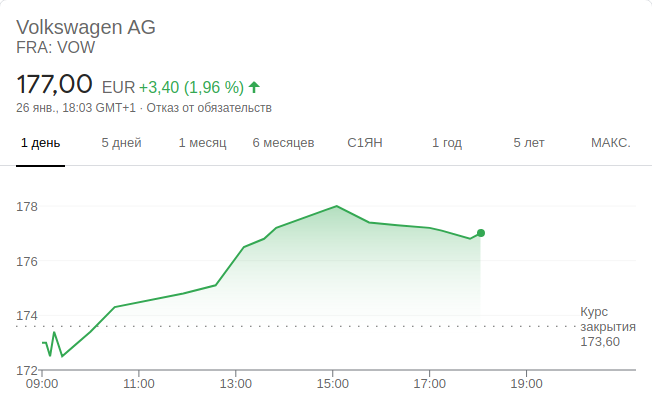 Volkswagen AG
FRA: VOW
177,00 EUR +3,40 (1,96 %)
26 янв., 18:03 GMT+1 · Отказ от обязательств
1 день 5 дней 1 месяц 6 месяцев С1ЯН 1 год 5 лет МАКС.
178
176
174
172
Курс
закрытия
173,60
09:00 11:00 13:00 15:00 17:00 19:00